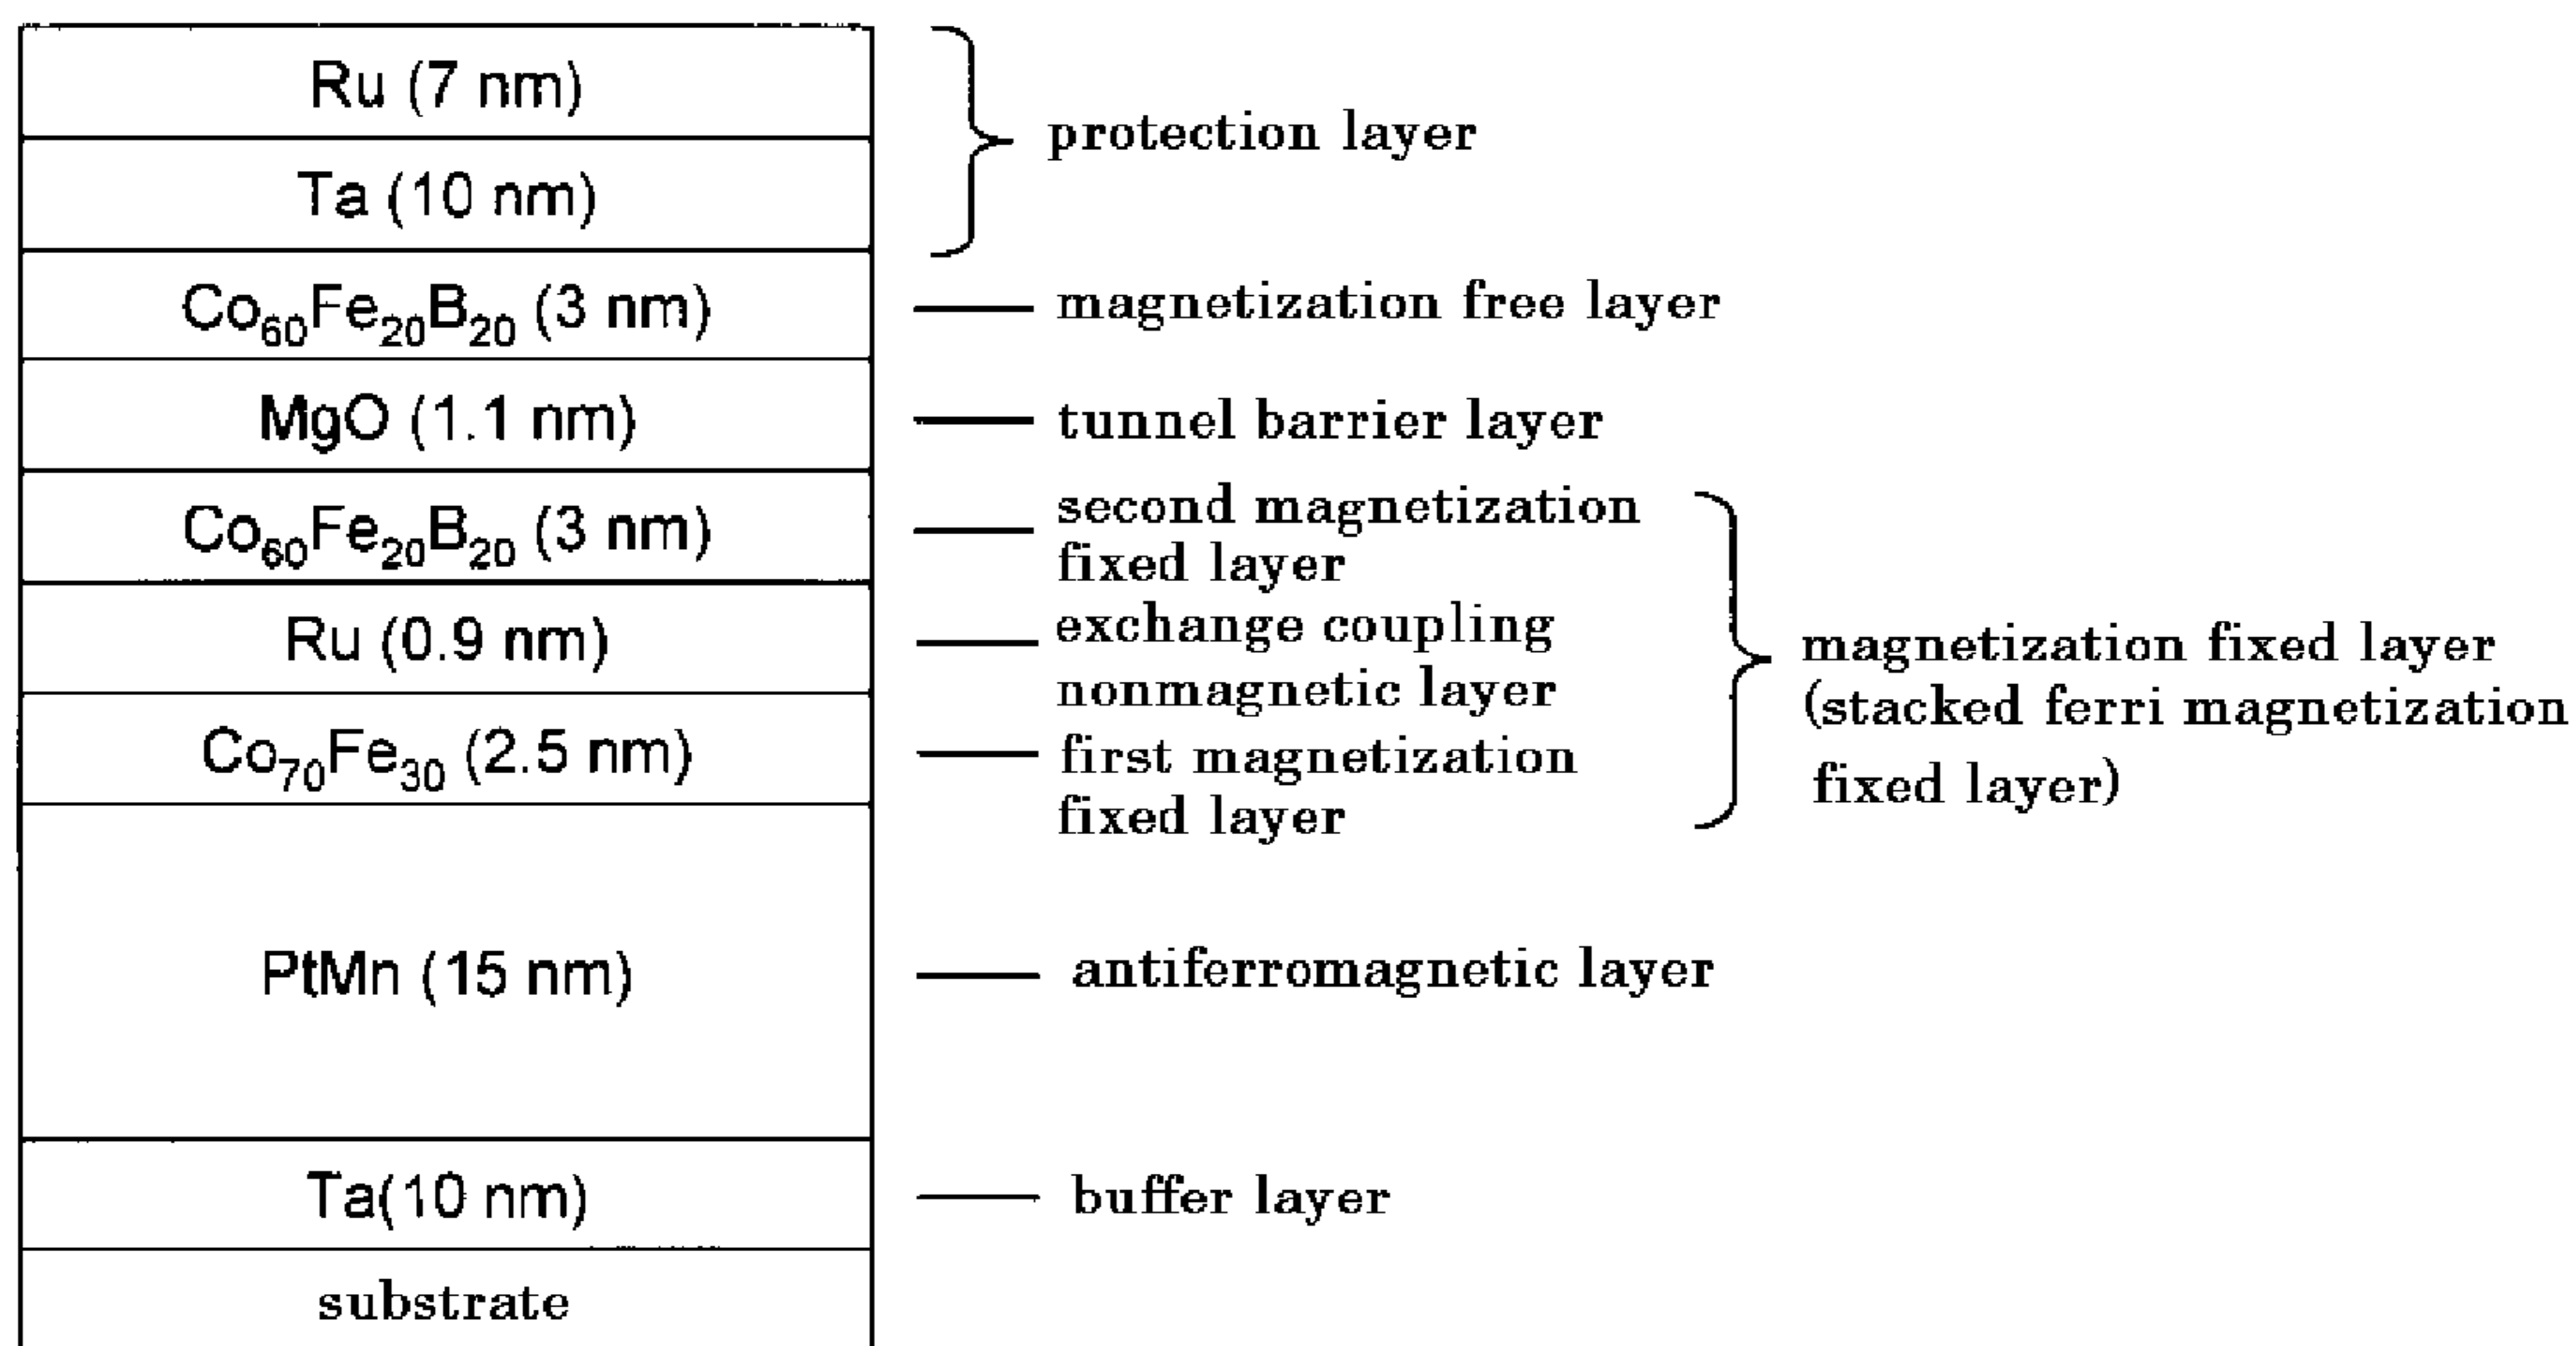 Ru (7 nm)
Ta (10 nm)
protection layer
Co60Fe20B20 (3 nm)
magnetization free layer
MgO (1.1 nm)
tunnel barrier layer
Co60Fe20B20 (3 nm)
second magnetization
fixed layer
Ru (0.9 nm)
exchange coupling
nonmagnetic layer
Co70Fe30 (2.5 nm)
first magnetization
fixed layer
magnetization fixed layer
(stacked ferri magnetization
fixed layer)
PtMn (15 nm)
antiferromagnetic layer
Ta(10 nm)
buffer layer
substrate